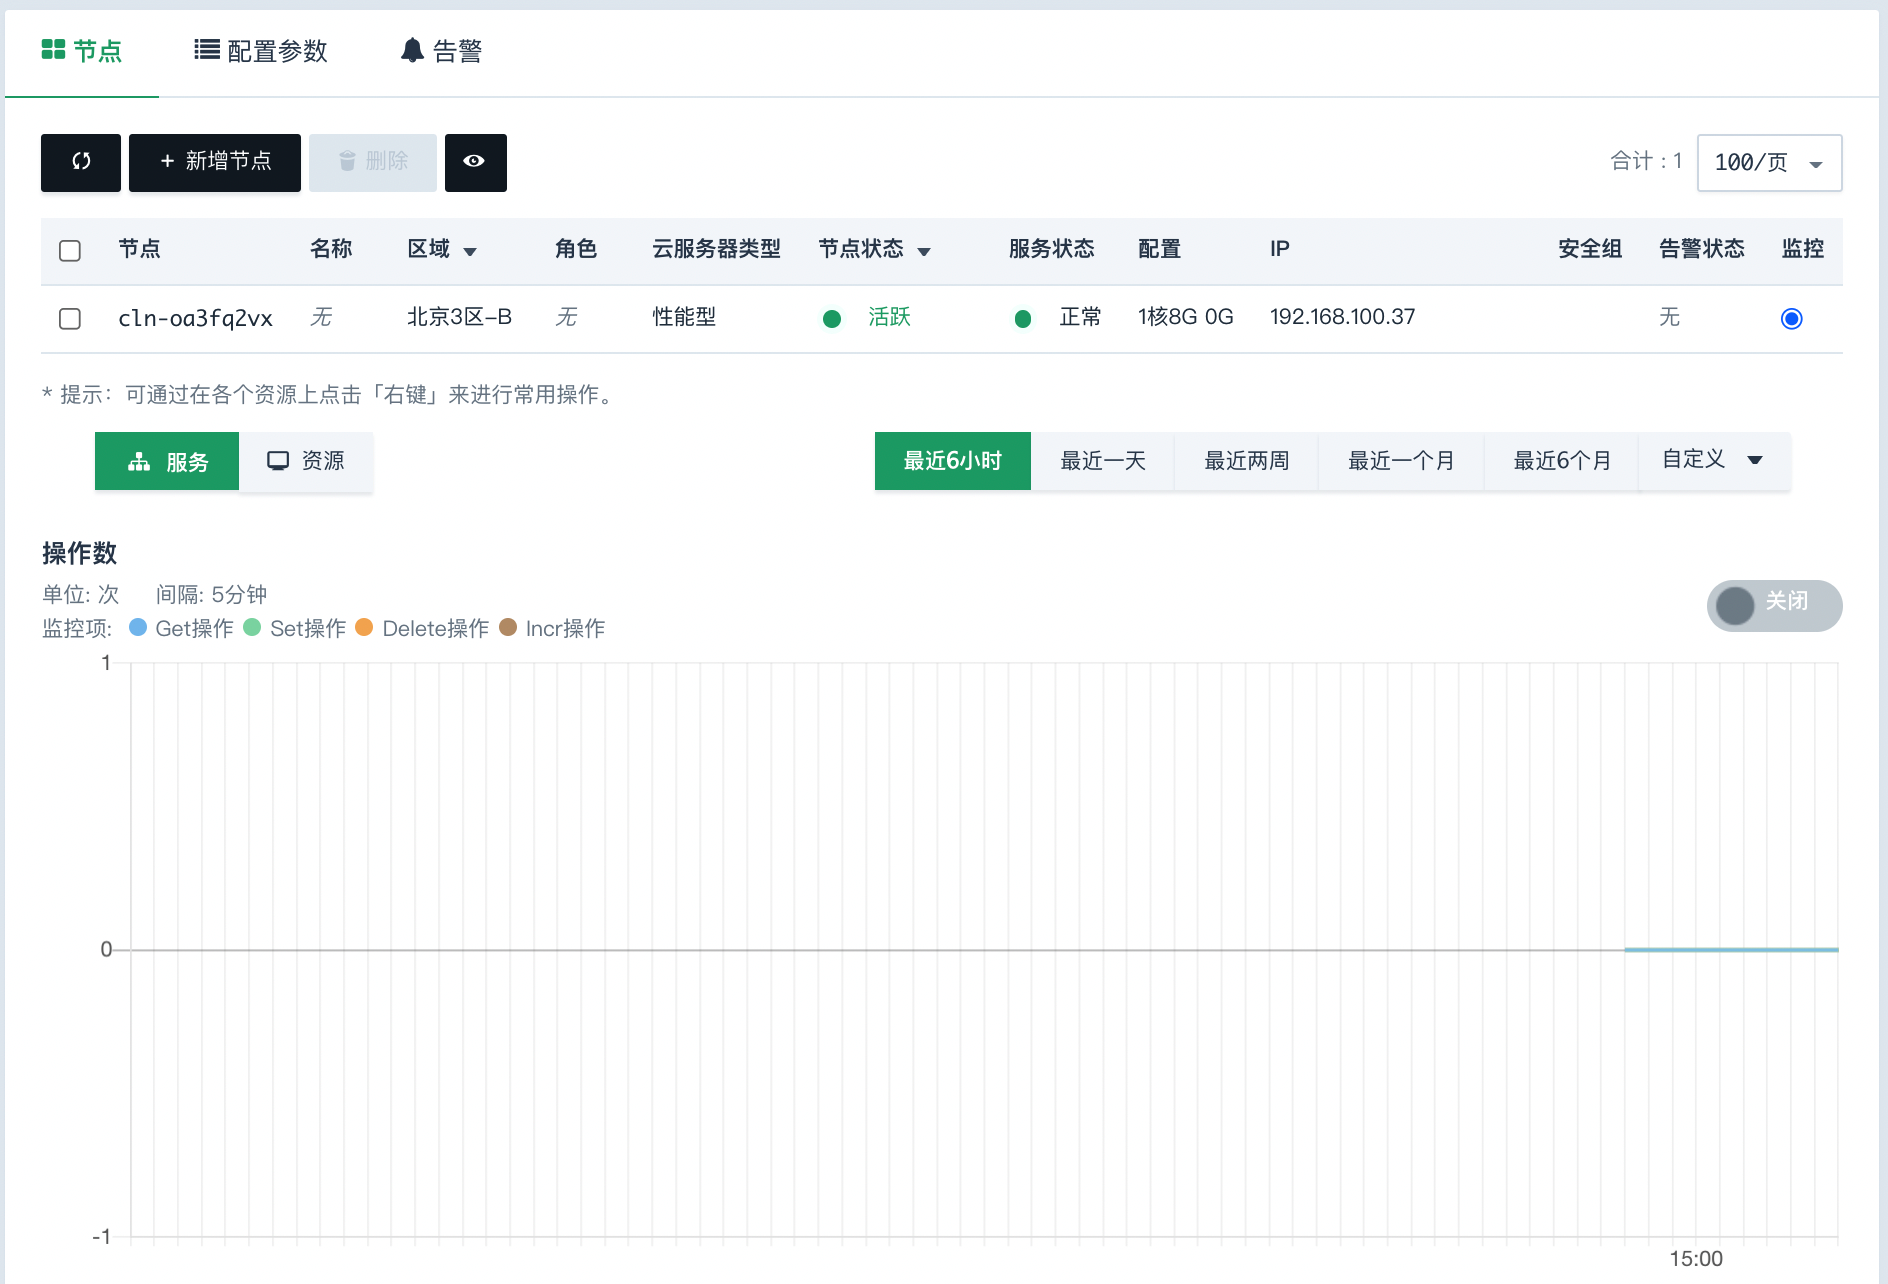 节点 配置参数 告警
+ 新增节点 删除 合计 : 1 100/页
节点 名称 区域 角色 云服务器类型 节点状态 服务状态 配置 IP 安全组 告警状态 监控
cln-oa3fq2vx 无 北京3区-B 无 性能型 活跃 正常 1核8G 0G 192.168.100.37 无
* 提示：可通过在各个资源上点击「右键」来进行常用操作。
服务 资源 最近6小时 最近一天 最近两周 最近一个月 最近6个月 自定义
操作数
单位: 次 间隔: 5分钟
关闭
监控项: Get操作 Set操作 Delete操作 Incr操作
1
0
-1
15:00